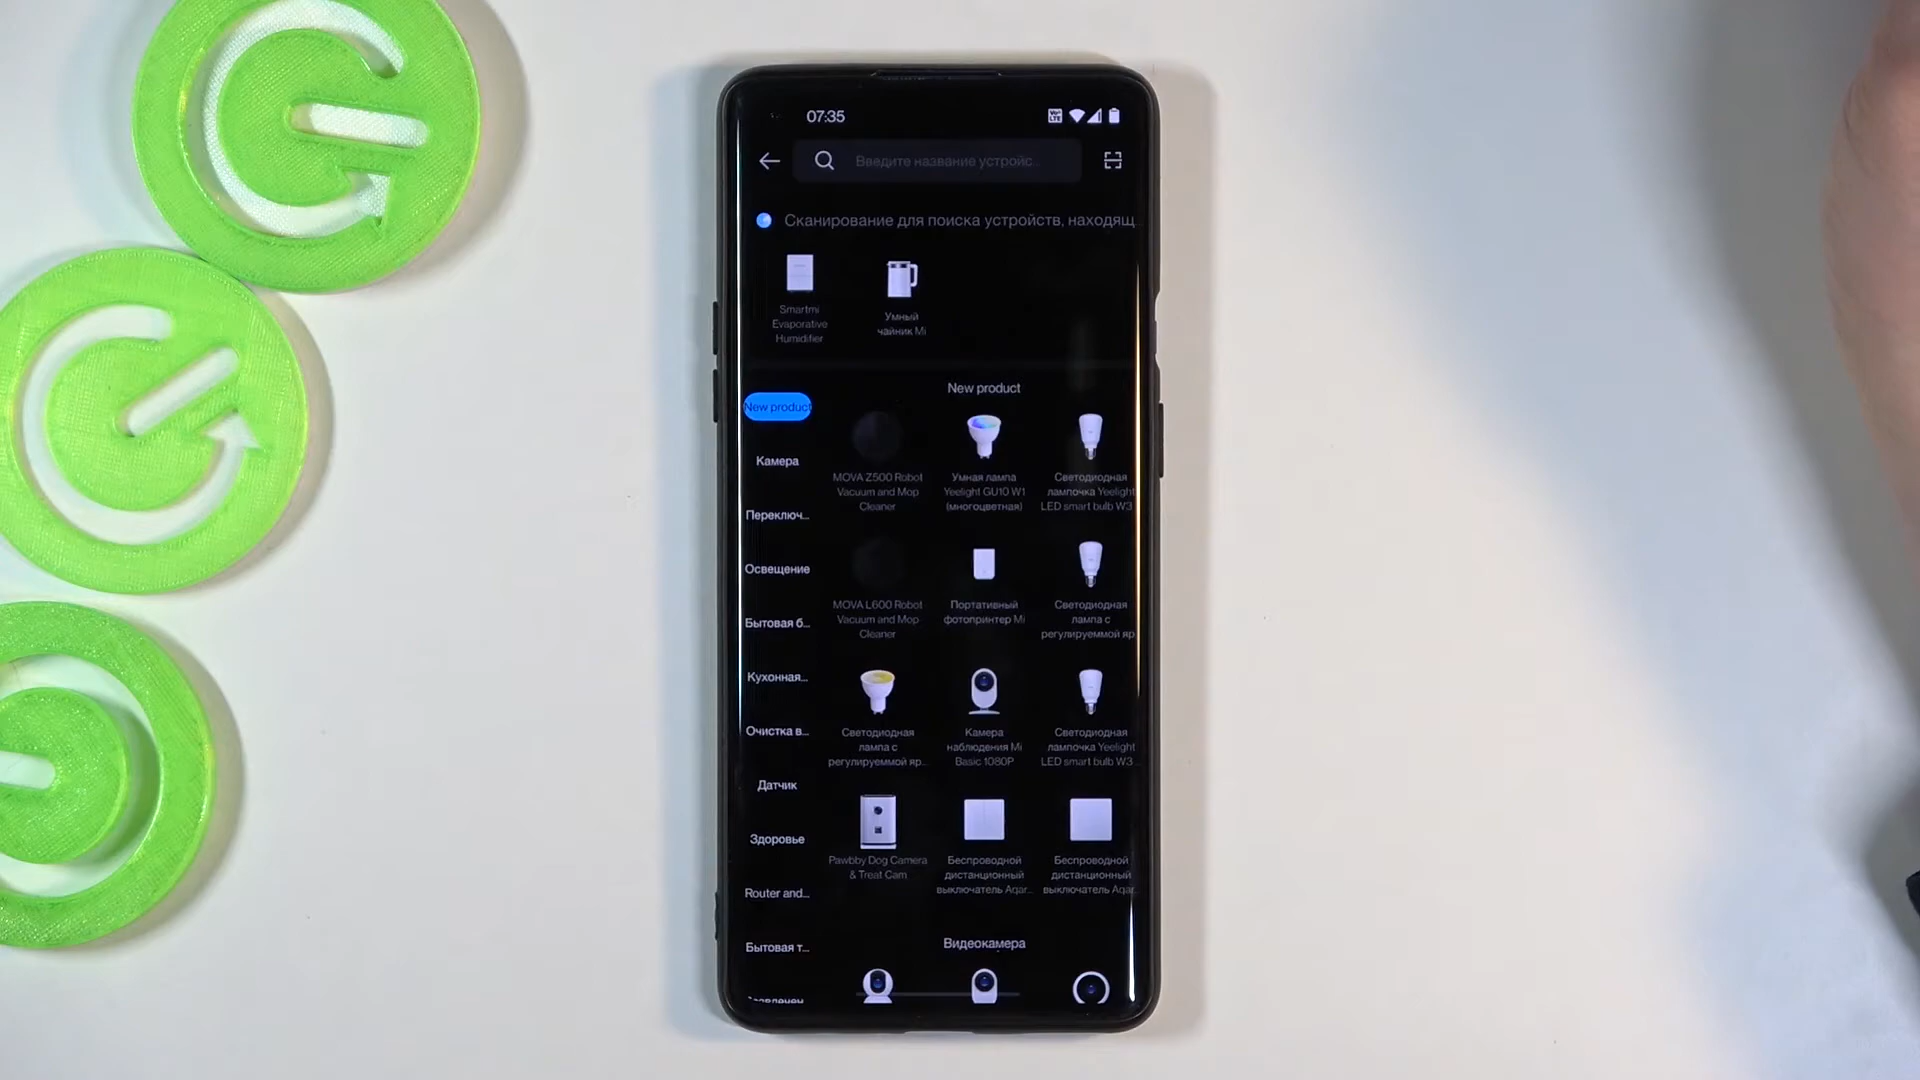 07:35
Vo LTE
Введите название устройс...
Сканирование для поиска устройств, находящ
Smartmi
Evaporative
Humidifier
Умный
чайник Mi
New product
Камера
Переключ...
Освещение
Бытовая б...
Кухонная...
Очистка в...
Датчик
Здоровье
Router and...
Бытовая т...
New product
MOVA Z500 Robot
Vacuum and Mop
Cleaner
Умная лампа
Yeelight GU10 W1
(многоцветная)
Светодиодная
лампочка Yeelight
LED smart bulb W3
MOVA L600 Robot
Vacuum and Mop
Cleaner
Портативный
фотопринтер Mi
Светодиодная
лампа с
регулируемой яр
Светодиодная
лампа с
регулируемой яр...
Камера
наблюдения Mi
Basic 1080P
Светодиодная
лампочка Yeelight
LED smart bulb W3...
Pawbby Dog Camera
& Treat Cam
Беспроводной
дистанционный
выключатель Aqar...
Беспроводной
дистанционный
выключатель Aqar
Видеокамера